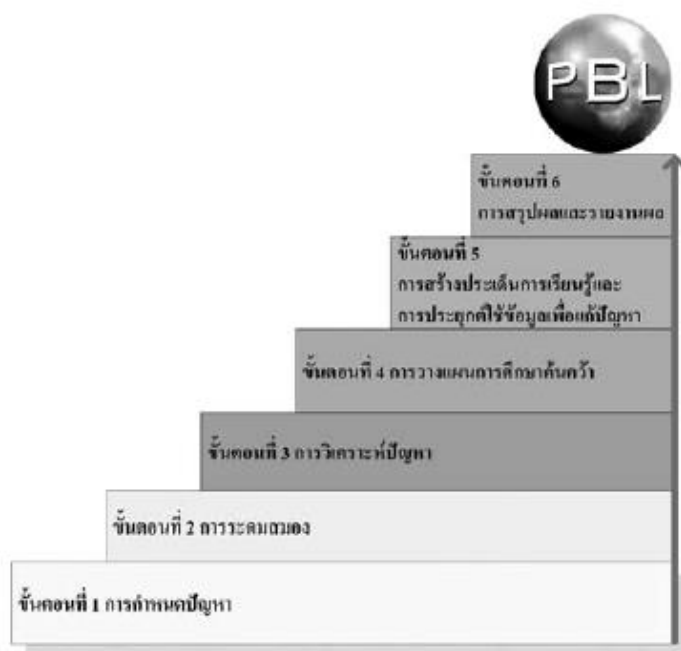 PBL
ขั้นตอนที่ 6
การสรุปผลและรายงานผล
ขั้นตอนที่ 5
การสร้างประเด็นการเรียนรู้และ
การประยุกต์ใช้ข้อมูลเพื่อแก้ปัญหา
ขั้นตอนที่ 4 การวางแผนการศึกษาค้นคว้า
ขั้นตอนที่ 3 การวิเคราะห์ปัญหา
ขั้นตอนที่ 2 การระดมสมอง
ขั้นตอนที่ 1 การกำหนดปัญหา